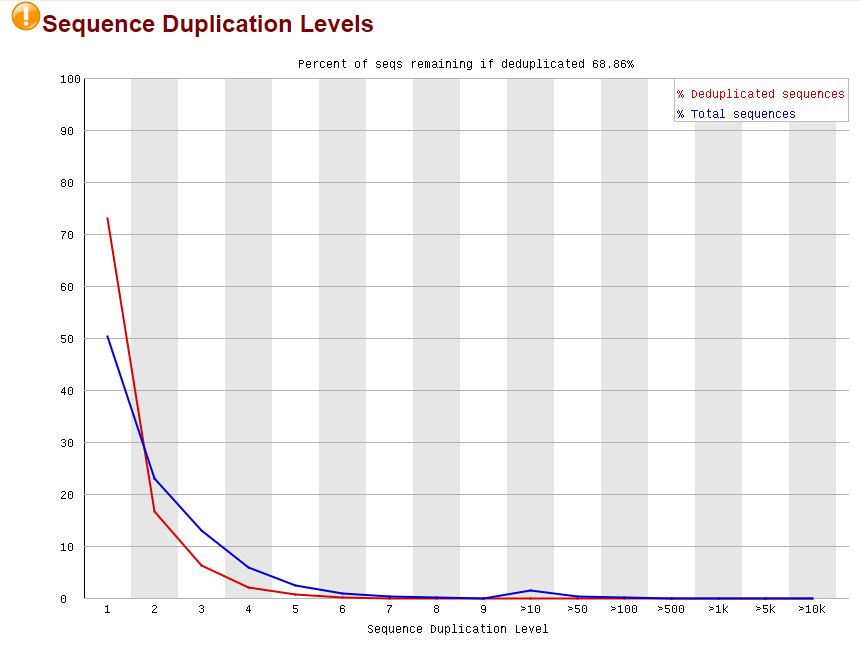 Sequence Duplication Levels
Percent of seqs remaining if deduplicated 68.86%
% Deduplicated sequences
% Total sequences
100
90
80
70
60
50
40
30
20
10
0
1 2 3 4 5 6 7 8 9 >10 >50 >100 >500 >1k >5k >10k
Sequence Duplication Level